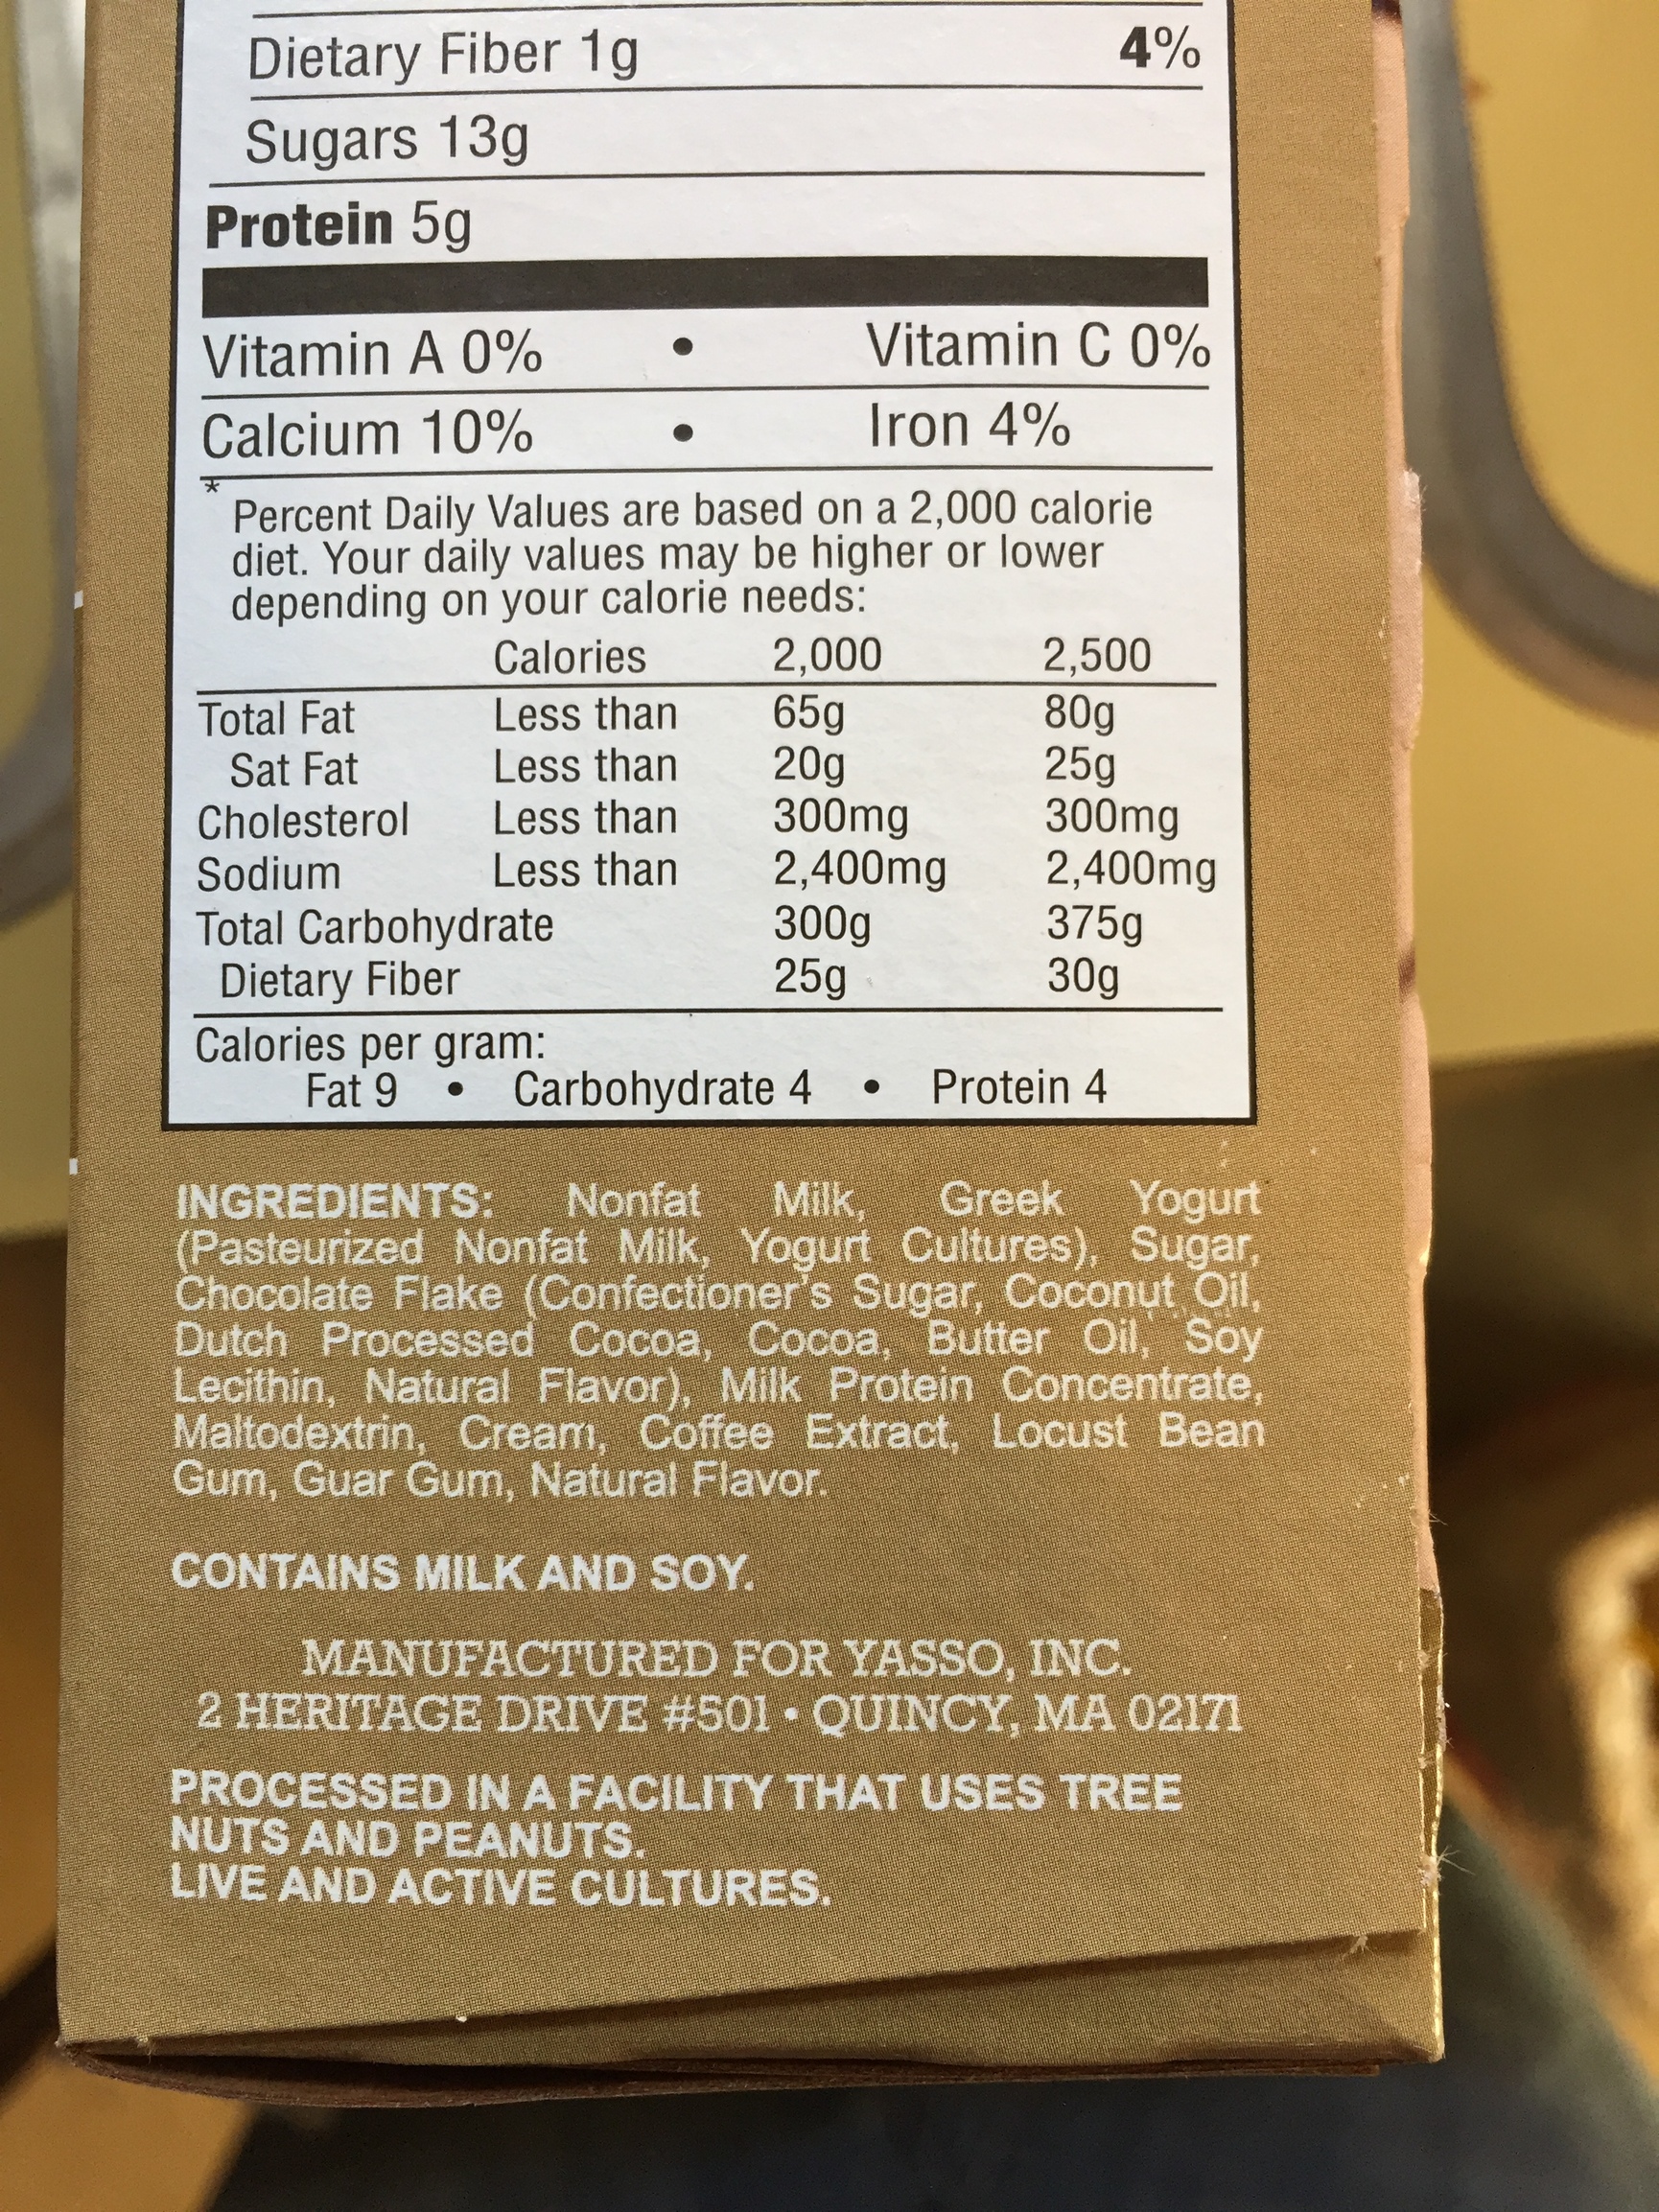 Dietary Fiber 1g 4%
Sugars 13g
Protein 5g
Vitamin A 0% • Vitamin C 0%
Calcium 10% • Iron 4%
* Percent Daily Values are based on a 2,000 calorie
diet. Your daily values may be higher or lower
depending on your calorie needs:
Calories 2,000 2,500
Total Fat Less than 65g 80g
Sat Fat Less than 20g 25g
Cholesterol Less than 300mg 300mg
Sodium Less than 2,400mg 2,400mg
Total Carbohydrate 300g 375g
Dietary Fiber 25g 30g
Calories per gram:
Fat 9 • Carbohydrate 4 • Protein 4
INGREDIENTS: Nonfat Milk, Greek Yogurt
(Pasteurized Nonfat Milk, Yogurt Cultures), Sugar,
Chocolate Flake (Confectioner's Sugar, Coconut Oil,
Dutch Processed Cocoa, Cocoa, Butter Oil, Soy
Lecithin, Natural Flavor), Milk Protein Concentrate,
Maltodextrin, Cream, Coffee Extract, Locust Bean
Gum, Guar Gum, Natural Flavor.
CONTAINS MILK AND SOY.
MANUFACTURED FOR YASSO, INC.
2 HERITAGE DRIVE #501 • QUINCY, MA 02171
PROCESSED IN A FACILITY THAT USES TREE
NUTS AND PEANUTS.
LIVE AND ACTIVE CULTURES.